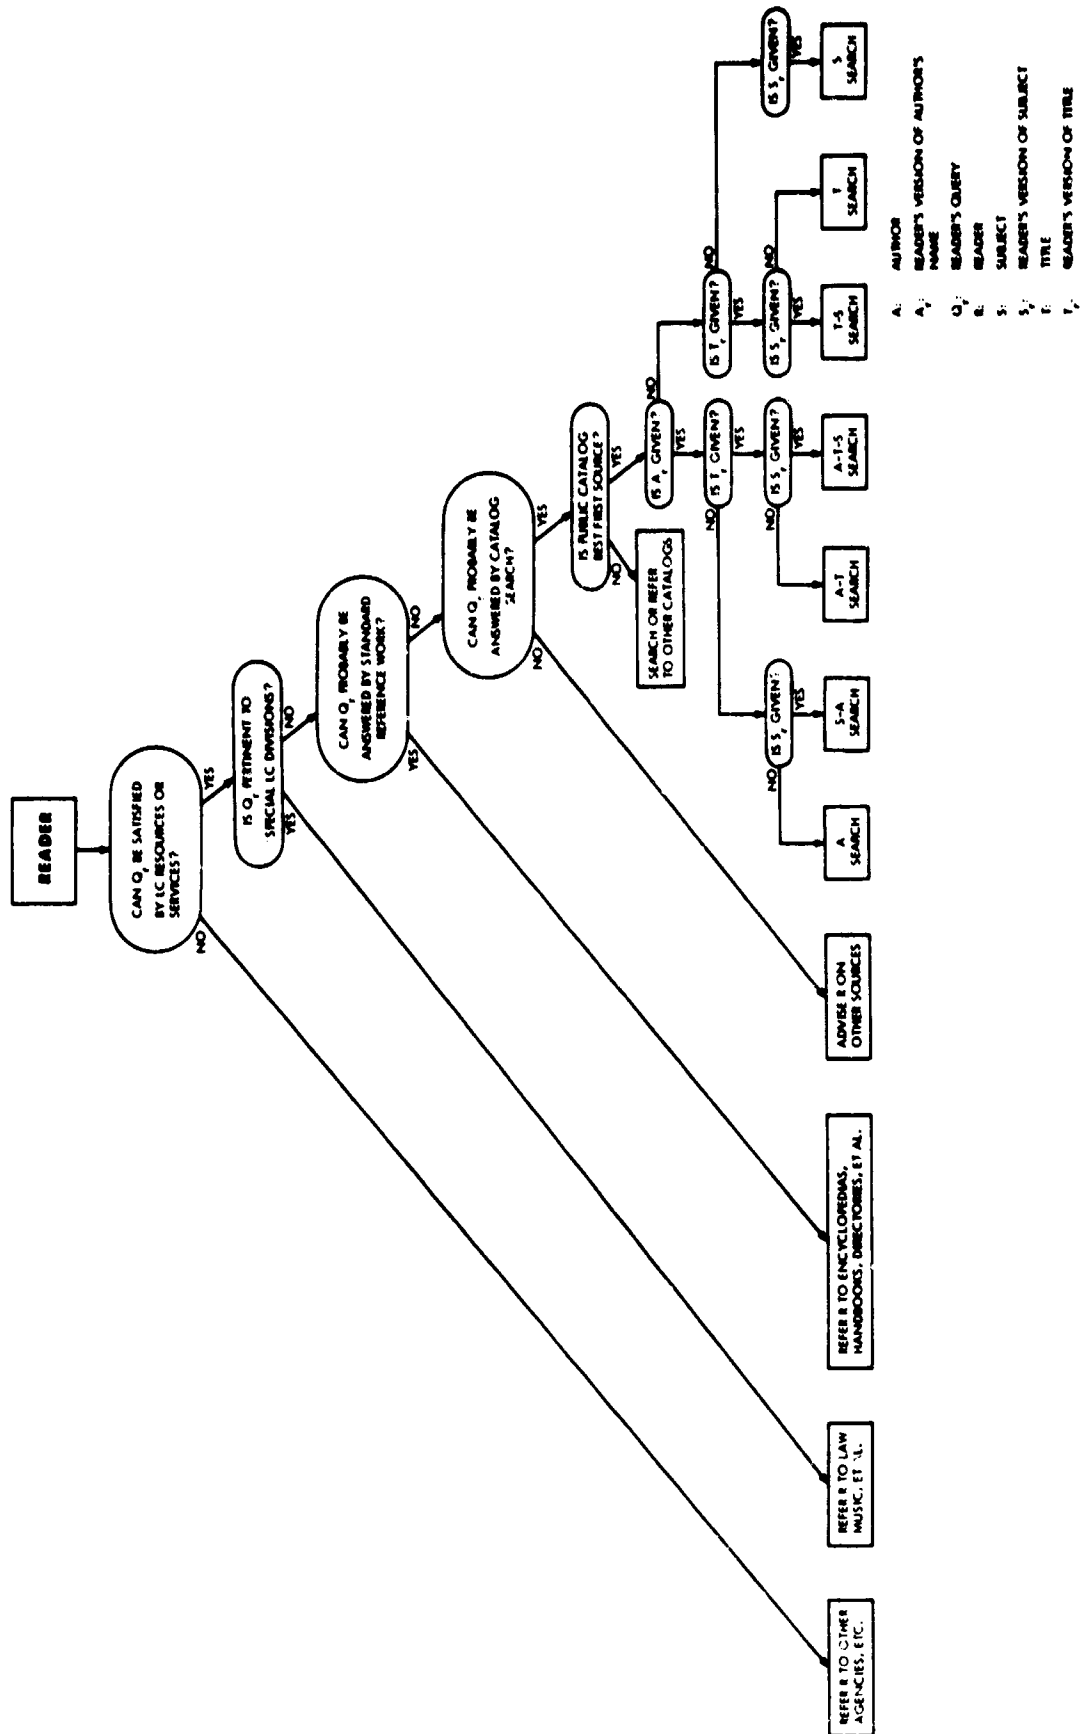 READER
CAN Qr BE SATISFIED
BY LC RESOURCES OR
SERVICES?
NO
YES
IS Qr PERTINENT TO
SPECIAL LC DIVISIONS?
YES
NO
CAN Qr PROBABLY BE
ANSWERED BY STANDARD
REFERENCE WORK?
YES
NO
CAN Qr PROBABLY BE
ANSWERED BY CATALOG
SEARCH?
NO
YES
IS PUBLIC CATALOG
BEST FIRST SOURCE?
NO
YES
SEARCH OR REFER
TO OTHER CATALOGS
IS Ar GIVEN?
NO
YES
IS Tr GIVEN?
NO
YES
IS Tr GIVEN?
NO
YES
IS Sr GIVEN?
NO
YES
IS Sr GIVEN?
NO
YES
IS Sr GIVEN?
NO
YES
IS Sr GIVEN?
YES
REFER R TO OTHER
AGENCIES, ETC.
REFER R TO LAW
MUSIC, ET AL.
REFER R TO ENCYCLOPEDIAS,
HANDBOOKS, DIRECTORIES, ET AL.
ADVISE R ON
OTHER SOURCES
A
SEARCH
S-A
SEARCH
A-T
SEARCH
A-T-S
SEARCH
T-S
SEARCH
T
SEARCH
S
SEARCH
A: AUTHOR
Ar: READER'S VERSION OF AUTHOR'S
NAME
Qr: READER'S QUERY
R: READER
S: SUBJECT
Sr: READER'S VERSION OF SUBJECT
T: TITLE
Tr: READER'S VERSION OF TITLE